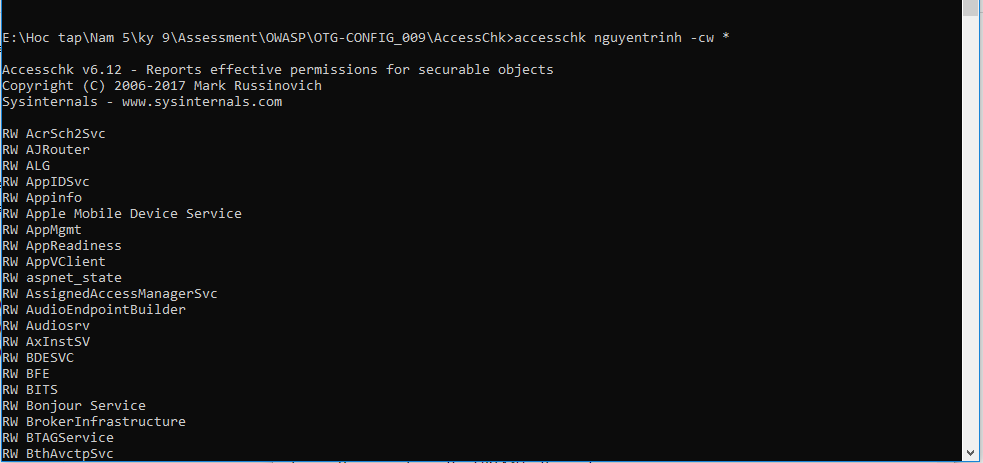 E:\Hoc tap\Nam 5\ky 9\Assessment\OWASP\OTG-CONFIG_009\AccessChk>accesschk nguyentrinh -cw *
Accesschk v6.12 - Reports effective permissions for securable objects
Copyright (C) 2006-2017 Mark Russinovich
Sysinternals - www.sysinternals.com
RW AcrSch2Svc
RW AJRouter
RW ALG
RW AppIDSvc
RW Appinfo
RW Apple Mobile Device Service
RW AppMgmt
RW AppReadiness
RW AppVClient
RW aspnet_state
RW AssignedAccessManagerSvc
RW AudioEndpointBuilder
RW Audiosrv
RW AxInstSV
RW BDESVC
RW BFE
RW BITS
RW Bonjour Service
RW BrokerInfrastructure
RW BTAGService
RW BthAvctpSvc